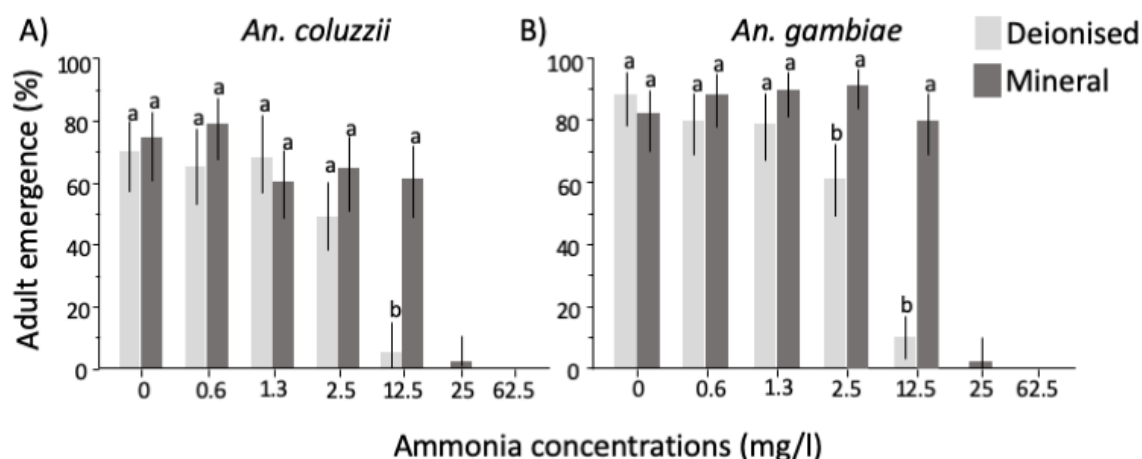 A) An. coluzzii B) An. gambiae
Deionised
Mineral
Adult emergence (%)
100
80
60
40
20
0
a a a a a a a a b
0 0.6 1.3 2.5 12.5 25 62.5
100
80
60
40
20
0
a a a a a a b a b a
0 0.6 1.3 2.5 12.5 25 62.5
Ammonia concentrations (mg/l)